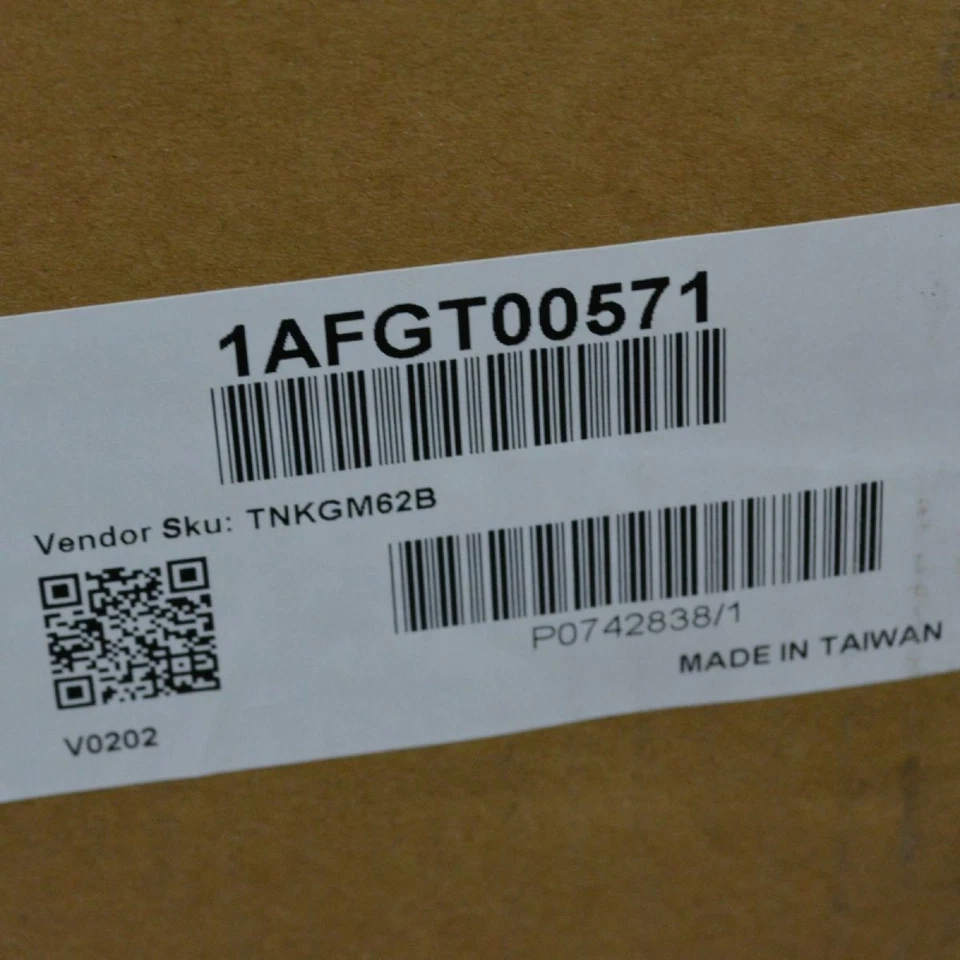 1AFGT00571
Vendor Sku: TNKGM62B
P0742838/1
MADE IN TAIWAN
V0202